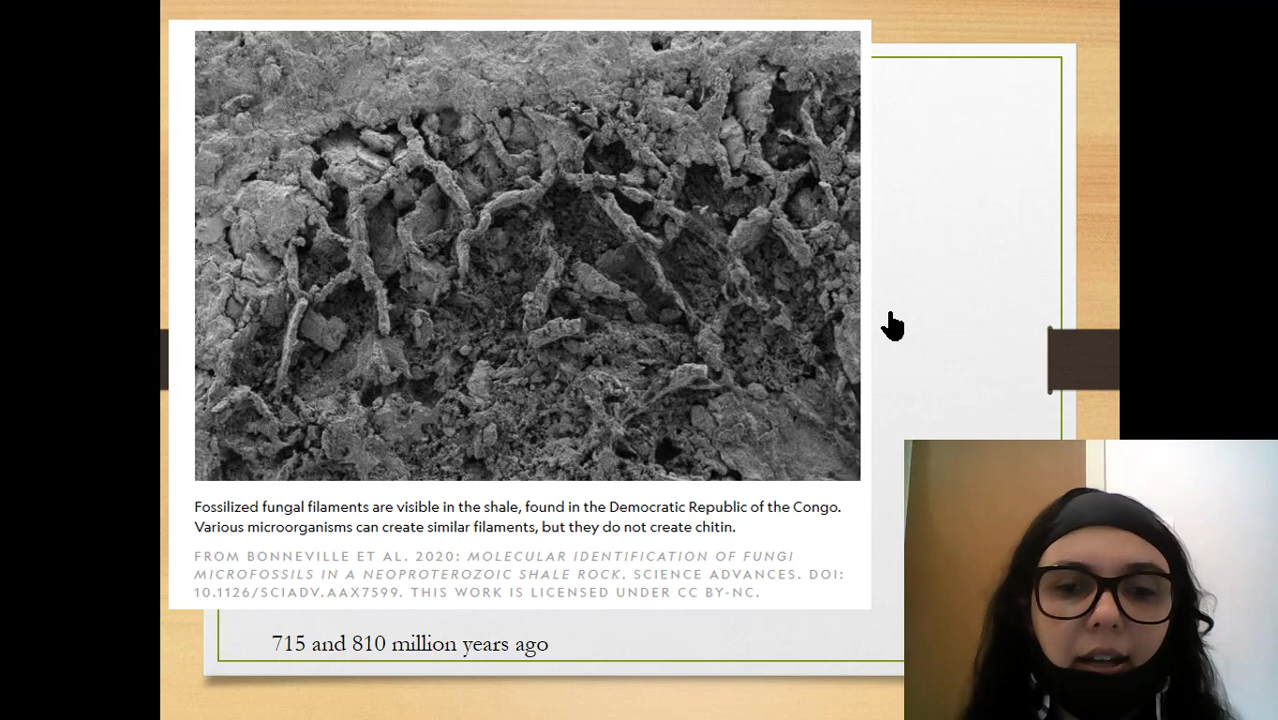 Fossilized fungal filaments are visible in the shale, found in the Democratic Republic of the Congo.
Various microorganisms can create similar filaments, but they do not create chitin.
FROM BONNEVILLE ET AL. 2020: MOLECULAR IDENTIFICATION OF FUNGI
MICROFOSSILS IN A NEOPROTEROZOIC SHALE ROCK. SCIENCE ADVANCES. DOI:
10.1126/SCIADV.AAX7599. THIS WORK IS LICENSED UNDER CC BY-NC.
715 and 810 million years ago